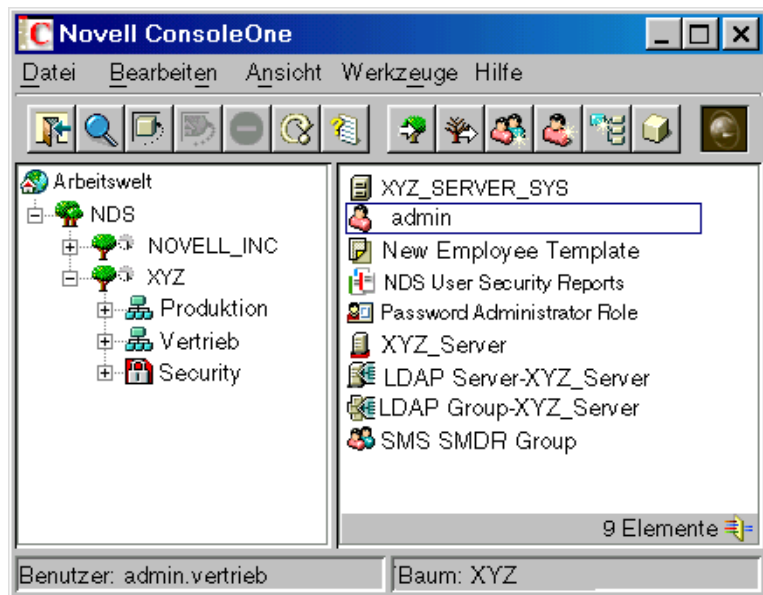 Novell ConsoleOne
Datei Bearbeiten Ansicht Werkzeuge Hilfe
Arbeitswelt
NDS
NOVELL_INC
XYZ
Produktion
Vertrieb
Security
XYZ_SERVER_SYS
admin
New Employee Template
NDS User Security Reports
Password Administrator Role
XYZ_Server
LDAP Server-XYZ_Server
LDAP Group-XYZ_Server
SMS SMDR Group
9 Elemente
Benutzer: admin.vertrieb
Baum: XYZ